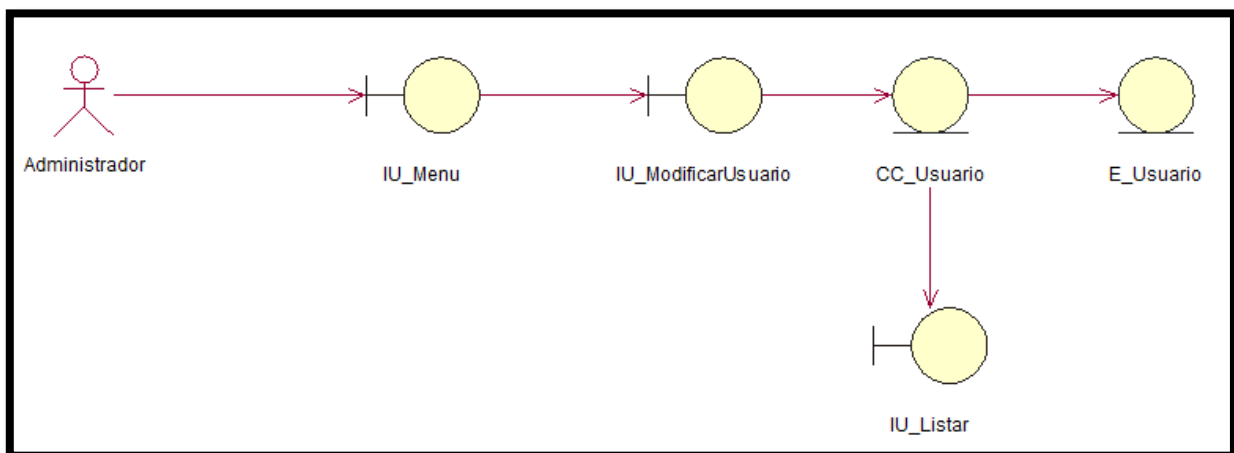 Administrador
IU_Menu
IU_ModificarUsuario
CC_Usuario
E_Usuario
IU_Listar